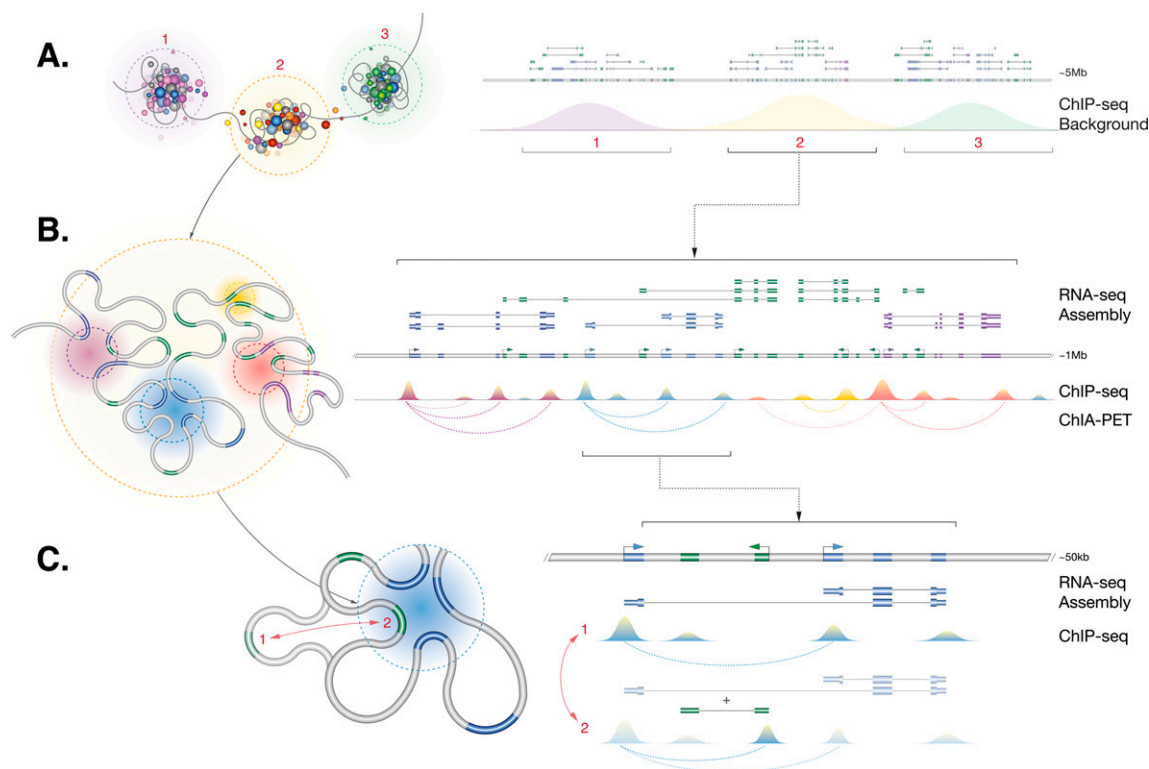 A.
1
2
3
~5Mb
ChIP-seq
Background
1
2
3
B.
RNA-seq
Assembly
~1Mb
ChIP-seq
ChIA-PET
C.
1
2
~50kb
RNA-seq
Assembly
1
ChIP-seq
+
2